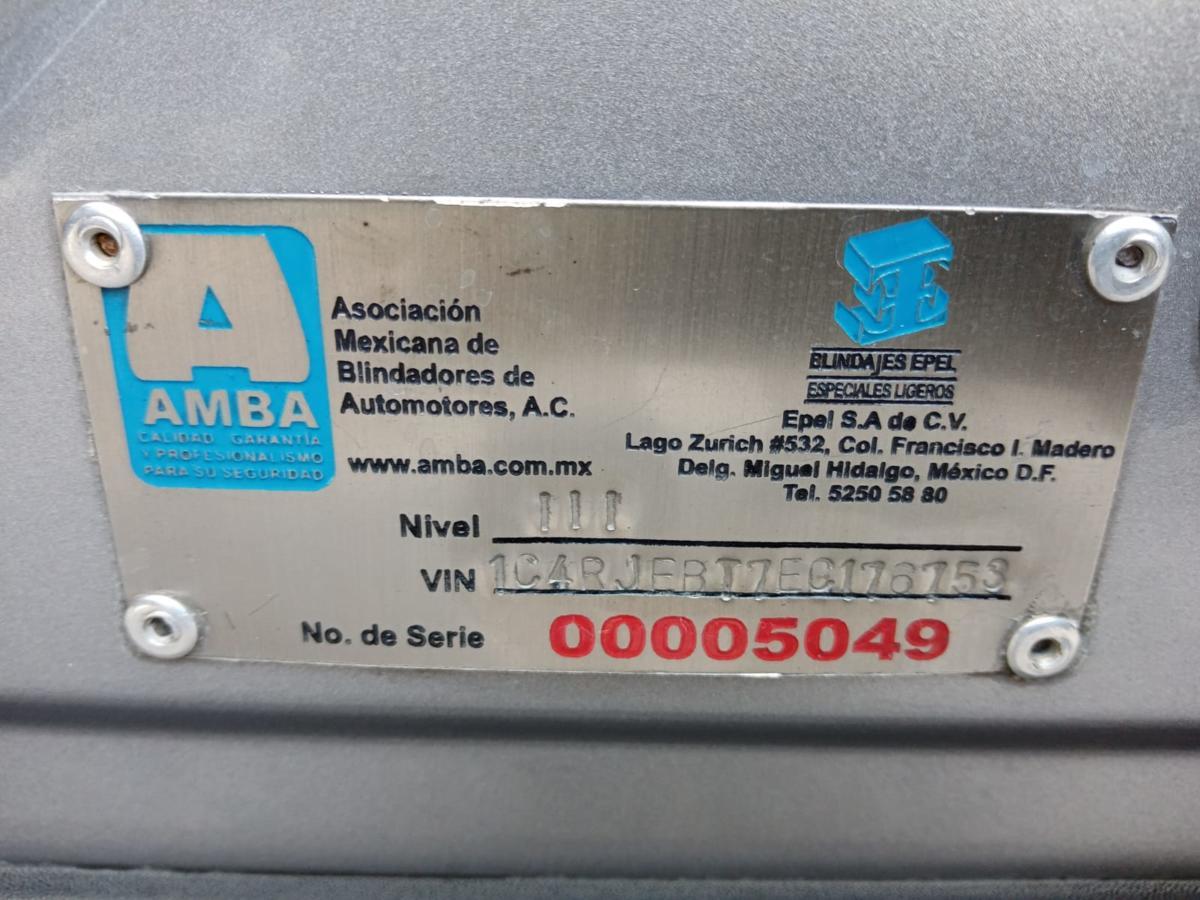 A
AMBA
CALIDAD GARANTÍA
Y PROFESIONALISMO
PARA SU SEGURIDAD
Asociación
Mexicana de
Blindadores de
Automotores, A.C.
www.amba.com.mx
BLINDAJES EPEL
ESPECIALES LIGEROS
Epel S.A de C.V.
Lago Zurich #532, Col. Francisco I. Madero
Delg. Miguel Hidalgo, México D.F.
Tel. 5250 58 80
Nivel III
VIN 1C4RJEBT7EC176753
No. de Serie 00005049